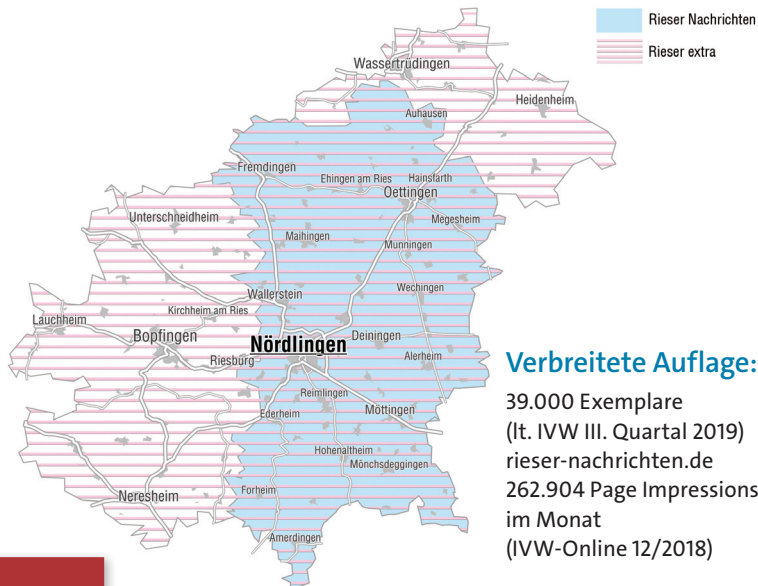 Rieser Nachrichten
Rieser extra
Wassertrüdingen
Heidenheim
Auhausen
Fremdingen
Ehingen am Ries
Hainsfarth
Oettingen
Megesheim
Unterschneidheim
Maihingen
Munningen
Wechingen
Wallerstein
Kirchheim am Ries
Lauchheim
Bopfingen
Nördlingen
Deiningen
Riesburg
Alerheim
Reimlingen
Ederheim
Möttingen
Hohenaltheim
Mönchsdeggingen
Neresheim
Forheim
Amerdingen
Verbreitete Auflage:
39.000 Exemplare
(lt. IVW III. Quartal 2019)
rieser-nachrichten.de
262.904 Page Impressions
im Monat
(IVW-Online 12/2018)